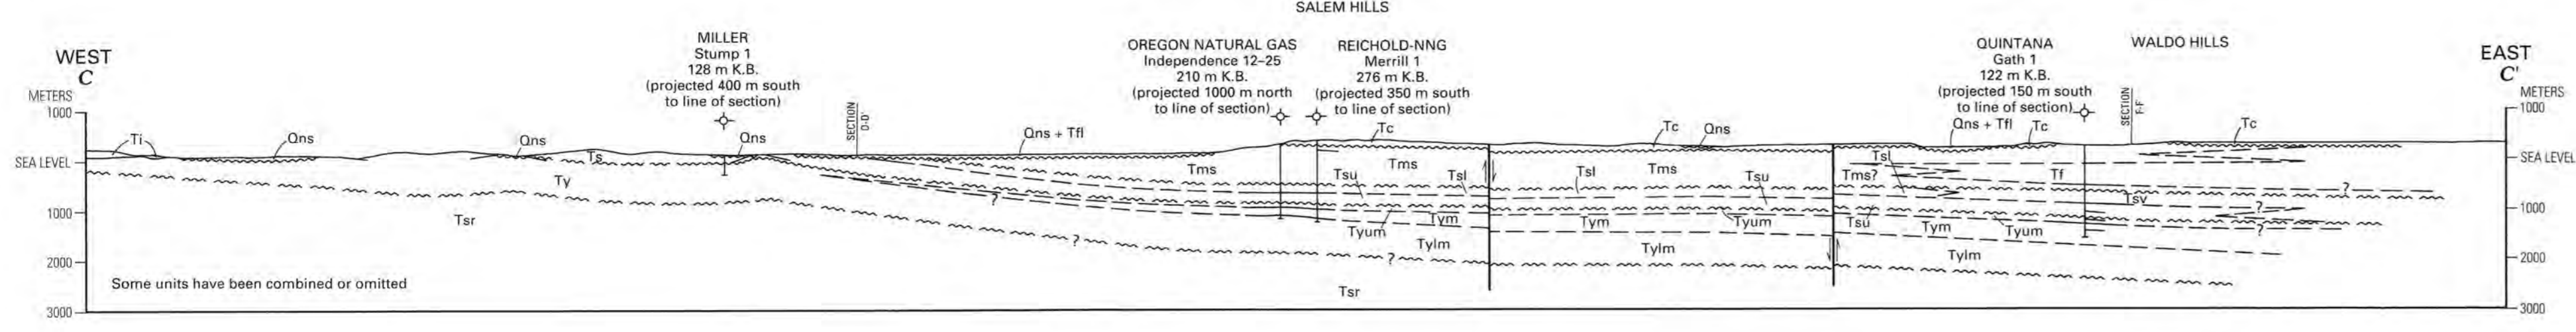 SALEM HILLS
WEST
C
MILLER
Stump 1
128 m K.B.
(projected 400 m south
to line of section)
OREGON NATURAL GAS
Independence 12–25
210 m K.B.
(projected 1000 m north
to line of section)
REICHOLD-NNG
Merrill 1
276 m K.B.
(projected 350 m south
to line of section)
QUINTANA
Gath 1
122 m K.B.
(projected 150 m south
to line of section)
WALDO HILLS
EAST
C'
METERS
1000
SEA LEVEL
1000
2000
3000
METERS
1000
SEA LEVEL
1000
2000
3000
SECTION
D-D'
SECTION
F-F'
Ti
Qns
Qns
Ts
Qns
Qns + Tfl
Tc
Tc
Qns
Qns + Tfl
Tc
Tc
Ty
Tsr
Tms
Tms
Tsu
Tsl
Tsl
Tms
Tsu
Tsl
Tms?
Tf
?
Tsv
?
?
?
Tym
Tyum
Tylm
Tym
Tyum
Tylm
Tsu
Tym
Tyum
Tylm
?
?
Tsr
Some units have been combined or omitted